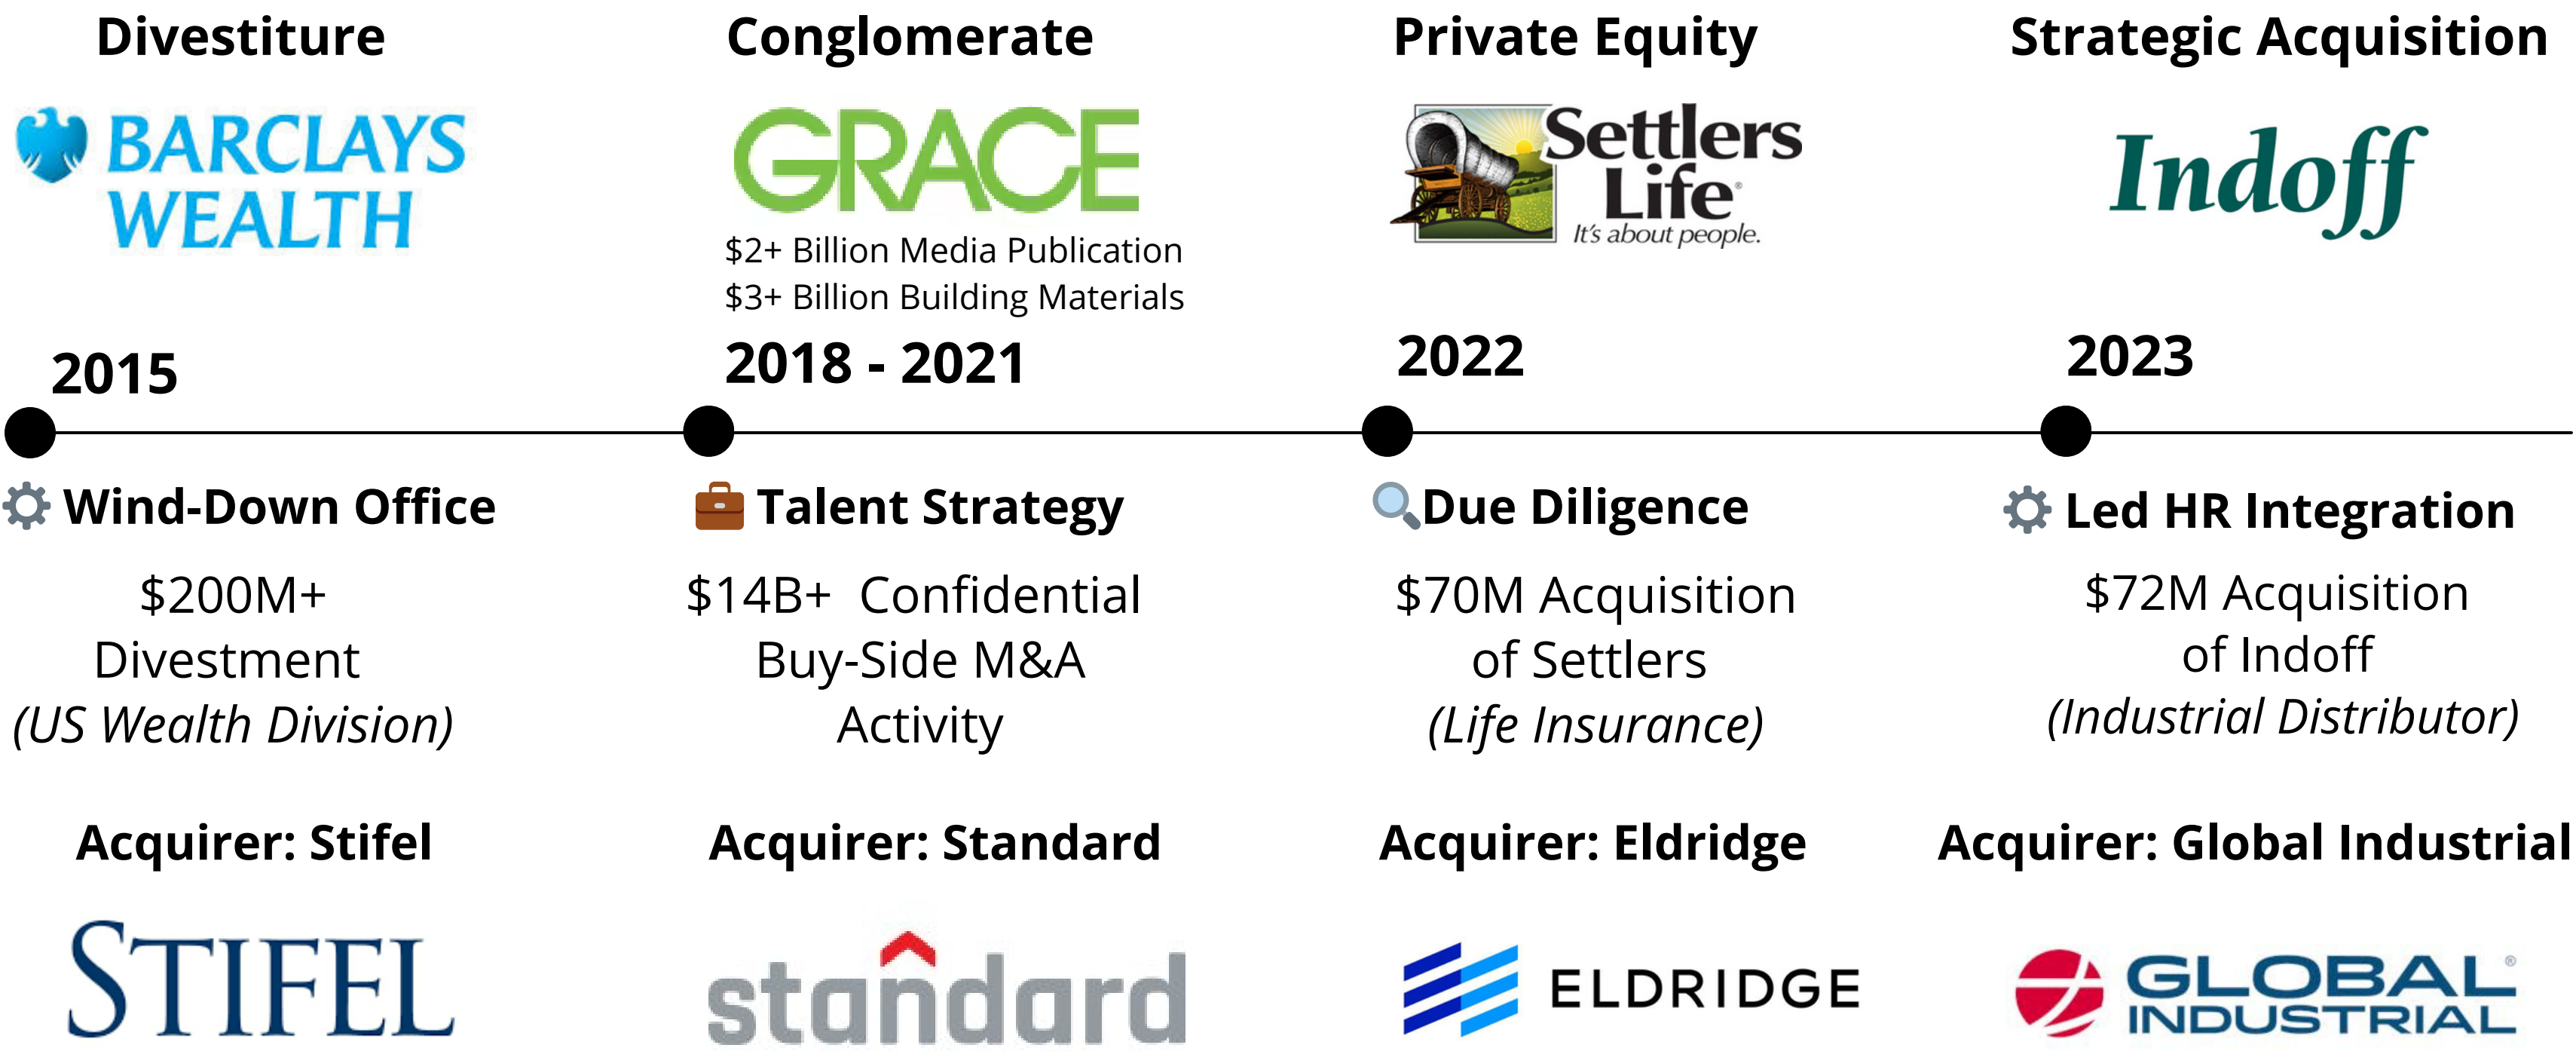 Divestiture
BARCLAYS
WEALTH
2015
Wind-Down Office
$200M+
Divestment
(US Wealth Division)
Acquirer: Stifel
STIFEL
Conglomerate
GRACE
$2+ Billion Media Publication
$3+ Billion Building Materials
2018 - 2021
Talent Strategy
$14B+ Confidential
Buy-Side M&A
Activity
Acquirer: Standard
standard
Private Equity
Settlers
Life®
It's about people.
2022
Due Diligence
$70M Acquisition
of Settlers
(Life Insurance)
Acquirer: Eldridge
ELDRIDGE
Strategic Acquisition
Indoff
2023
Led HR Integration
$72M Acquisition
of Indoff
(Industrial Distributor)
Acquirer: Global Industrial
GLOBAL®
INDUSTRIAL